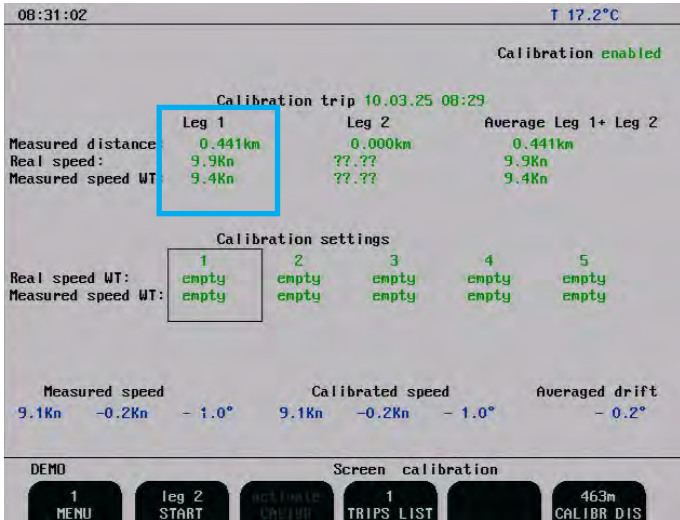 08:31:02 T 17.2°C
Calibration enabled
Calibration trip 10.03.25 08:29
Leg 1 Leg 2 Average Leg 1+ Leg 2
Measured distance: 0.441km 0.000km 0.441km
Real speed: 9.9Kn ??.?? 9.9Kn
Measured speed WT: 9.4Kn ??.?? 9.4Kn
Calibration settings
1 2 3 4 5
Real speed WT: empty empty empty empty empty
Measured speed WT: empty empty empty empty empty
Measured speed Calibrated speed Averaged drift
9.1Kn -0.2Kn - 1.0° 9.1Kn -0.2Kn - 1.0° - 0.2°
DEMO Screen calibration
1 leg 2 activate 1 463m
MENU START CALIBR TRIPS LIST CALIBR DIS